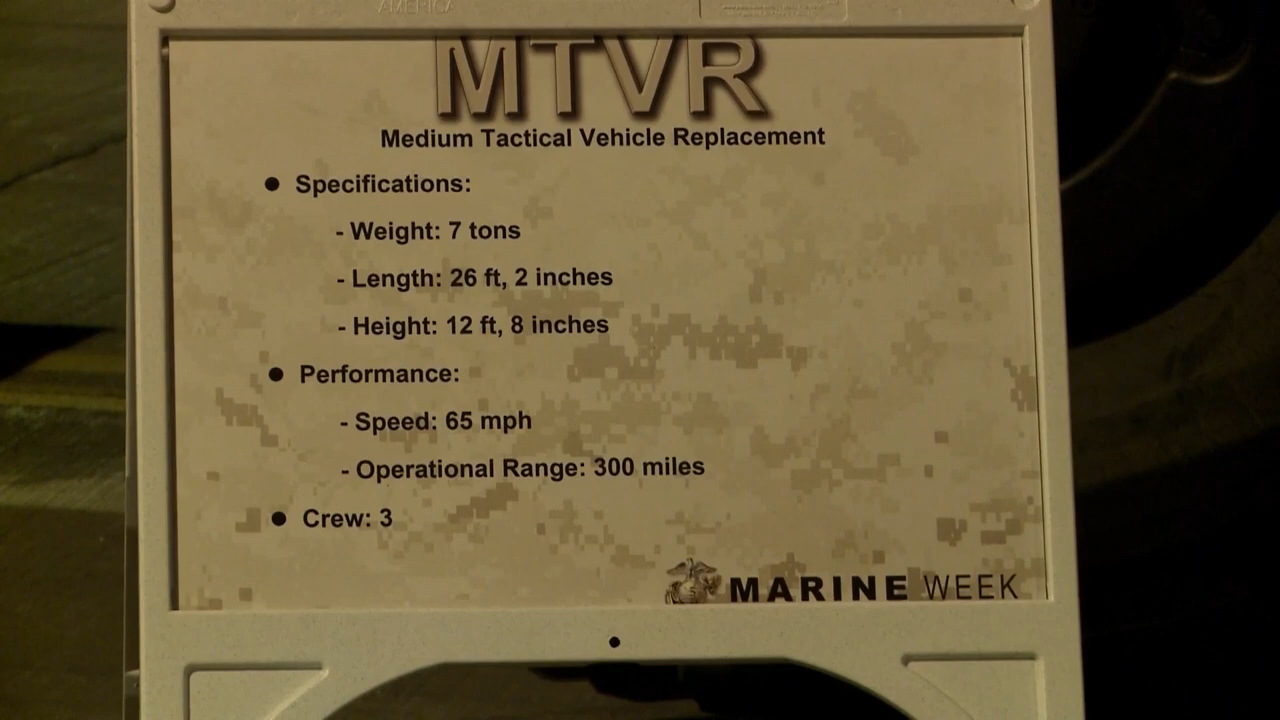 AMERICA
MTVR
Medium Tactical Vehicle Replacement
● Specifications:
- Weight: 7 tons
- Length: 26 ft, 2 inches
- Height: 12 ft, 8 inches
● Performance:
- Speed: 65 mph
- Operational Range: 300 miles
● Crew: 3
MARINE WEEK